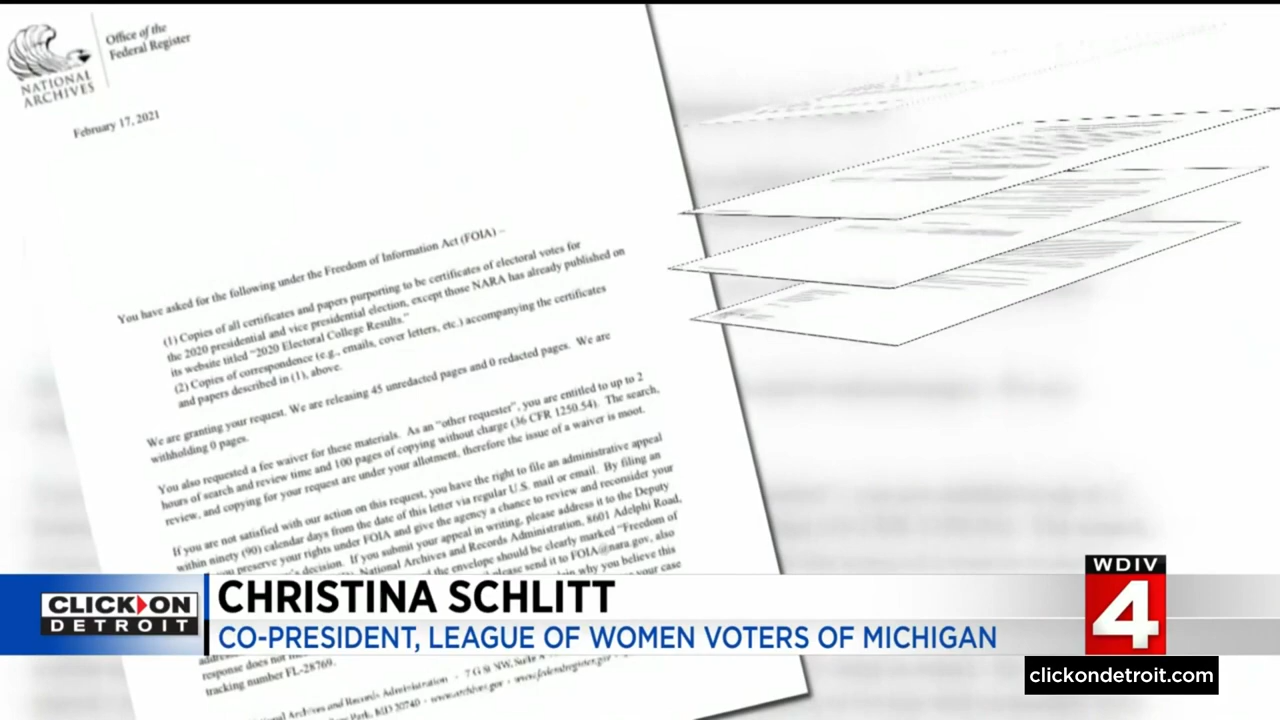 NATIONAL
ARCHIVES
Office of the
Federal Register
February 17, 2021
You have asked for the following under the Freedom of Information Act (FOIA) –
(1) Copies of all certificates and papers purporting to be certificates of electoral votes for
the 2020 presidential and vice presidential election, except those NARA has already published on
its website titled "2020 Electoral College Results."
(2) Copies of correspondence (e.g., emails, cover letters, etc.) accompanying the certificates
and papers described in (1), above.
We are granting your request. We are releasing 45 unredacted pages and 0 redacted pages. We are
withholding 0 pages.
You also requested a fee waiver for these materials. As an "other requester", you are entitled to up to 2
hours of search and review time and 100 pages of copying without charge (36 CFR 1250.54). The search,
review, and copying for your request are under your allotment, therefore the issue of a waiver is moot.
If you are not satisfied with our action on this request, you have the right to file an administrative appeal
within ninety (90) calendar days from the date of this letter via regular U.S. mail or email. By filing an
you preserve your rights under FOIA and give the agency a chance to review and reconsider your
decision. If you submit your appeal in writing, please address it to the Deputy
National Archives and Records Administration, 8601 Adelphi Road,
the envelope should be clearly marked "Freedom of
please send it to FOIA@nara.gov, also
why you believe this
your case
CLICK ON
DETROIT
CHRISTINA SCHLITT
CO-PRESIDENT, LEAGUE OF WOMEN VOTERS OF MICHIGAN
WDIV
4
clickondetroit.com
response does not
tracking number FL-28769.
Archives and Records Administration
Park, MD 20740 · www.archives.gov · www.federalregister.gov